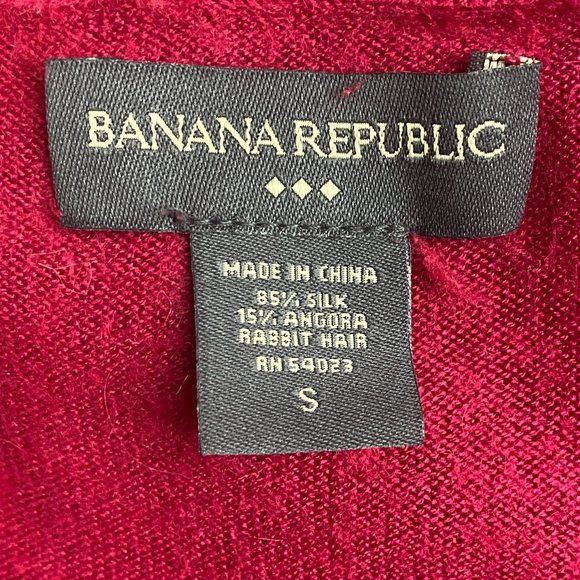 BANANA REPUBLIC
MADE IN CHINA
85% SILK
15% ANGORA
RABBIT HAIR
RN 54023
S